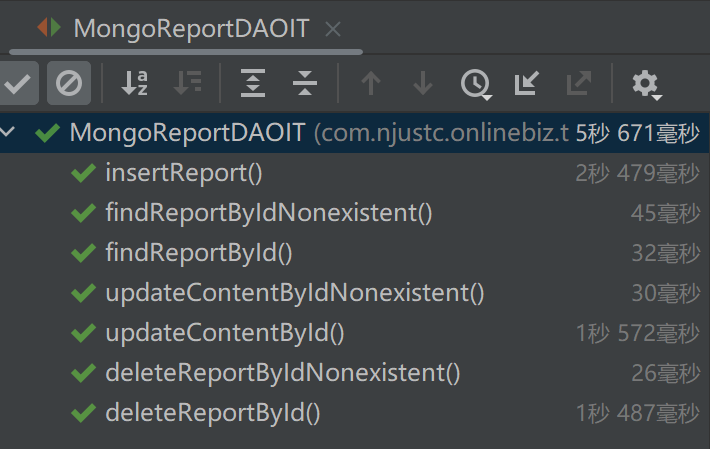 MongoReportDAOIT
MongoReportDAOIT (com.njustc.onlinebiz.t 5秒 671毫秒
insertReport() 2秒 479毫秒
findReportByIdNonexistent() 45毫秒
findReportById() 32毫秒
updateContentByIdNonexistent() 30毫秒
updateContentById() 1秒 572毫秒
deleteReportByIdNonexistent() 26毫秒
deleteReportById() 1秒 487毫秒